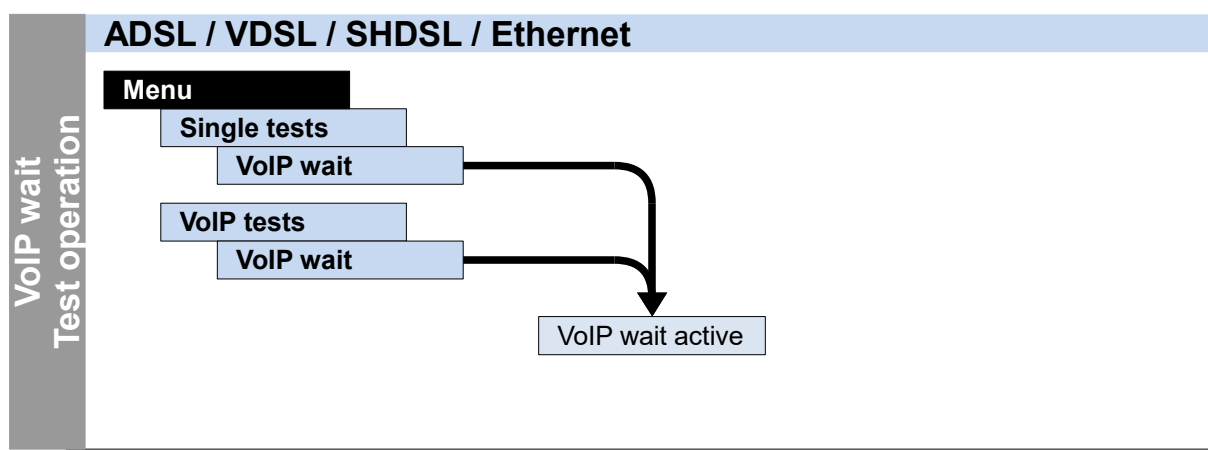 VoIP wait
Test operation
ADSL / VDSL / SHDSL / Ethernet
Menu
Single tests
VoIP wait
VoIP tests
VoIP wait
VoIP wait active